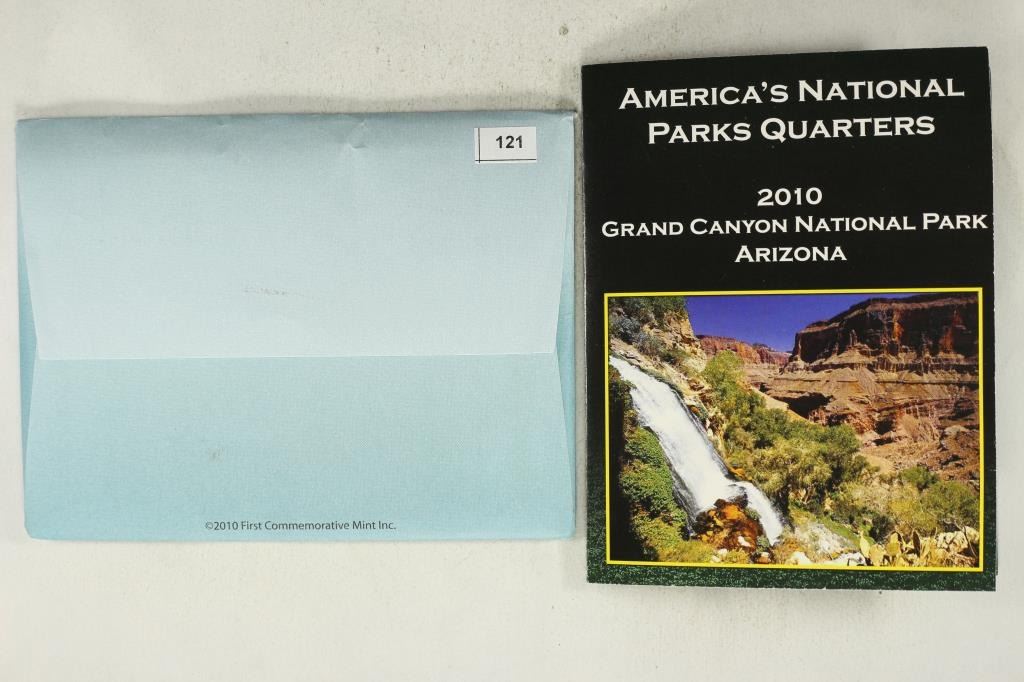 121
©2010 First Commemorative Mint Inc.
America's National
Parks Quarters
2010
Grand Canyon National Park
Arizona